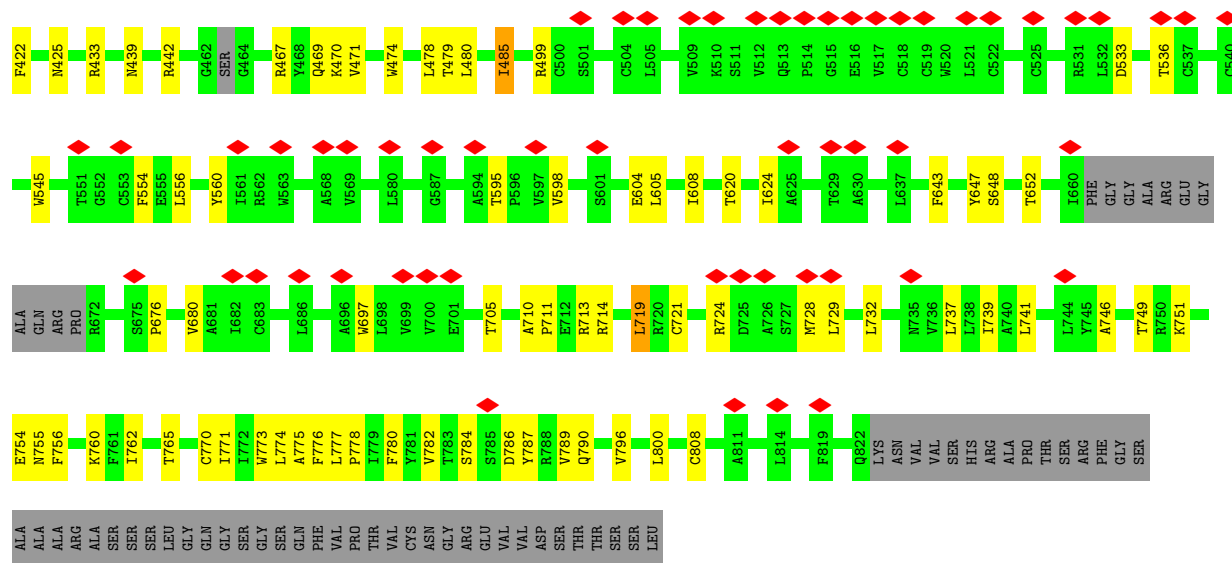 F422 N425 R433 N439 R442 G462 SER G464 R467 Y468 Q469 K470 V471 W474 L478 T479 L480 I485 R499 C500 S501 C504 L505 V509 K510 S511 V512 Q513 P514 G515 E516 V517 C518 C519 W520 L521 C522 C525 R531 L532 D533 T536 C537 C540
W545 T551 G552 C553 F554 E555 L556 Y560 I561 R562 W563 A568 V569 L580 G587 A594 T595 P596 V597 V598 S601 E604 L605 I608 T620 I624 A625 T629 A630 L637 F643 Y647 S648 T652 I660 PHE GLY GLY ALA ARG GLU GLY
ALA GLN ARG PRO R672 S675 P676 V680 A681 I682 C683 L686 A696 W697 L698 V699 V700 E701 T705 A710 P711 E712 R713 R714 L719 R720 C721 R724 D725 A726 S727 M728 L729 L732 N735 V736 L737 L738 I739 A740 L741 L744 Y745 A746 T749 R750 K751
E754 N755 F756 K760 F761 I762 T765 C770 I771 I772 W773 L774 A775 F776 L777 P778 I779 F780 Y781 V782 T783 S784 S785 D786 Y787 R788 V789 Q790 V796 L800 C808 A811 L814 F819 Q822 LYS ASN VAL VAL SER HIS ARG ALA PRO THR SER ARG PHE GLY SER
ALA ALA ALA ARG ALA SER SER SER LEU GLY GLN GLY SER GLY SER GLN PHE VAL PRO THR VAL CYS ASN GLY ARG GLU VAL VAL ASP SER THR THR SER SER LEU